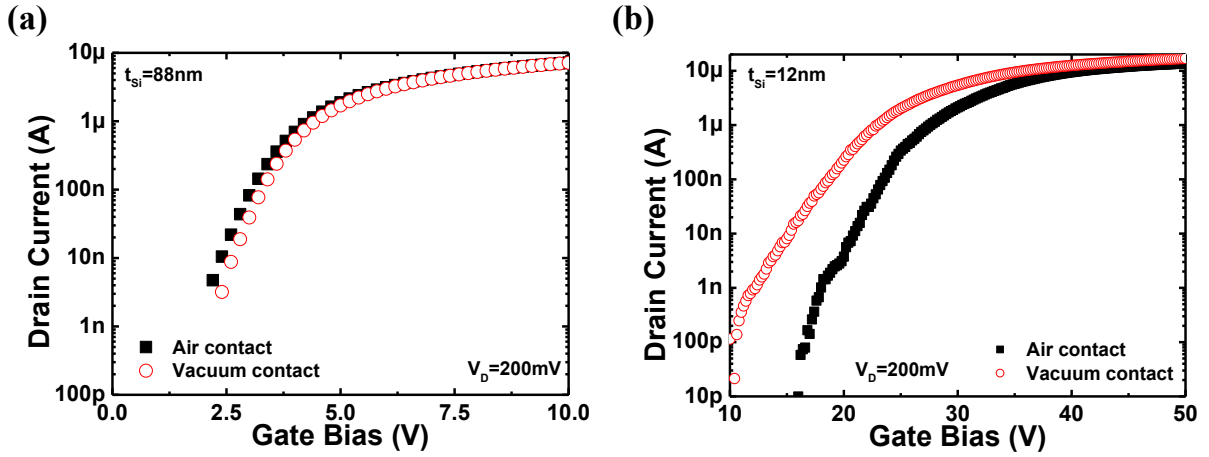 (a)
10µ
1µ
100n
10n
1n
100p
Drain Current (A)
t_Si=88nm
Air contact
Vacuum contact
V_D=200mV
0.0 2.5 5.0 7.5 10.0
Gate Bias (V)
(b)
10µ
1µ
100n
10n
1n
100p
10p
Drain Current (A)
t_Si=12nm
Air contact
Vacuum contact
V_D=200mV
10 20 30 40 50
Gate Bias (V)